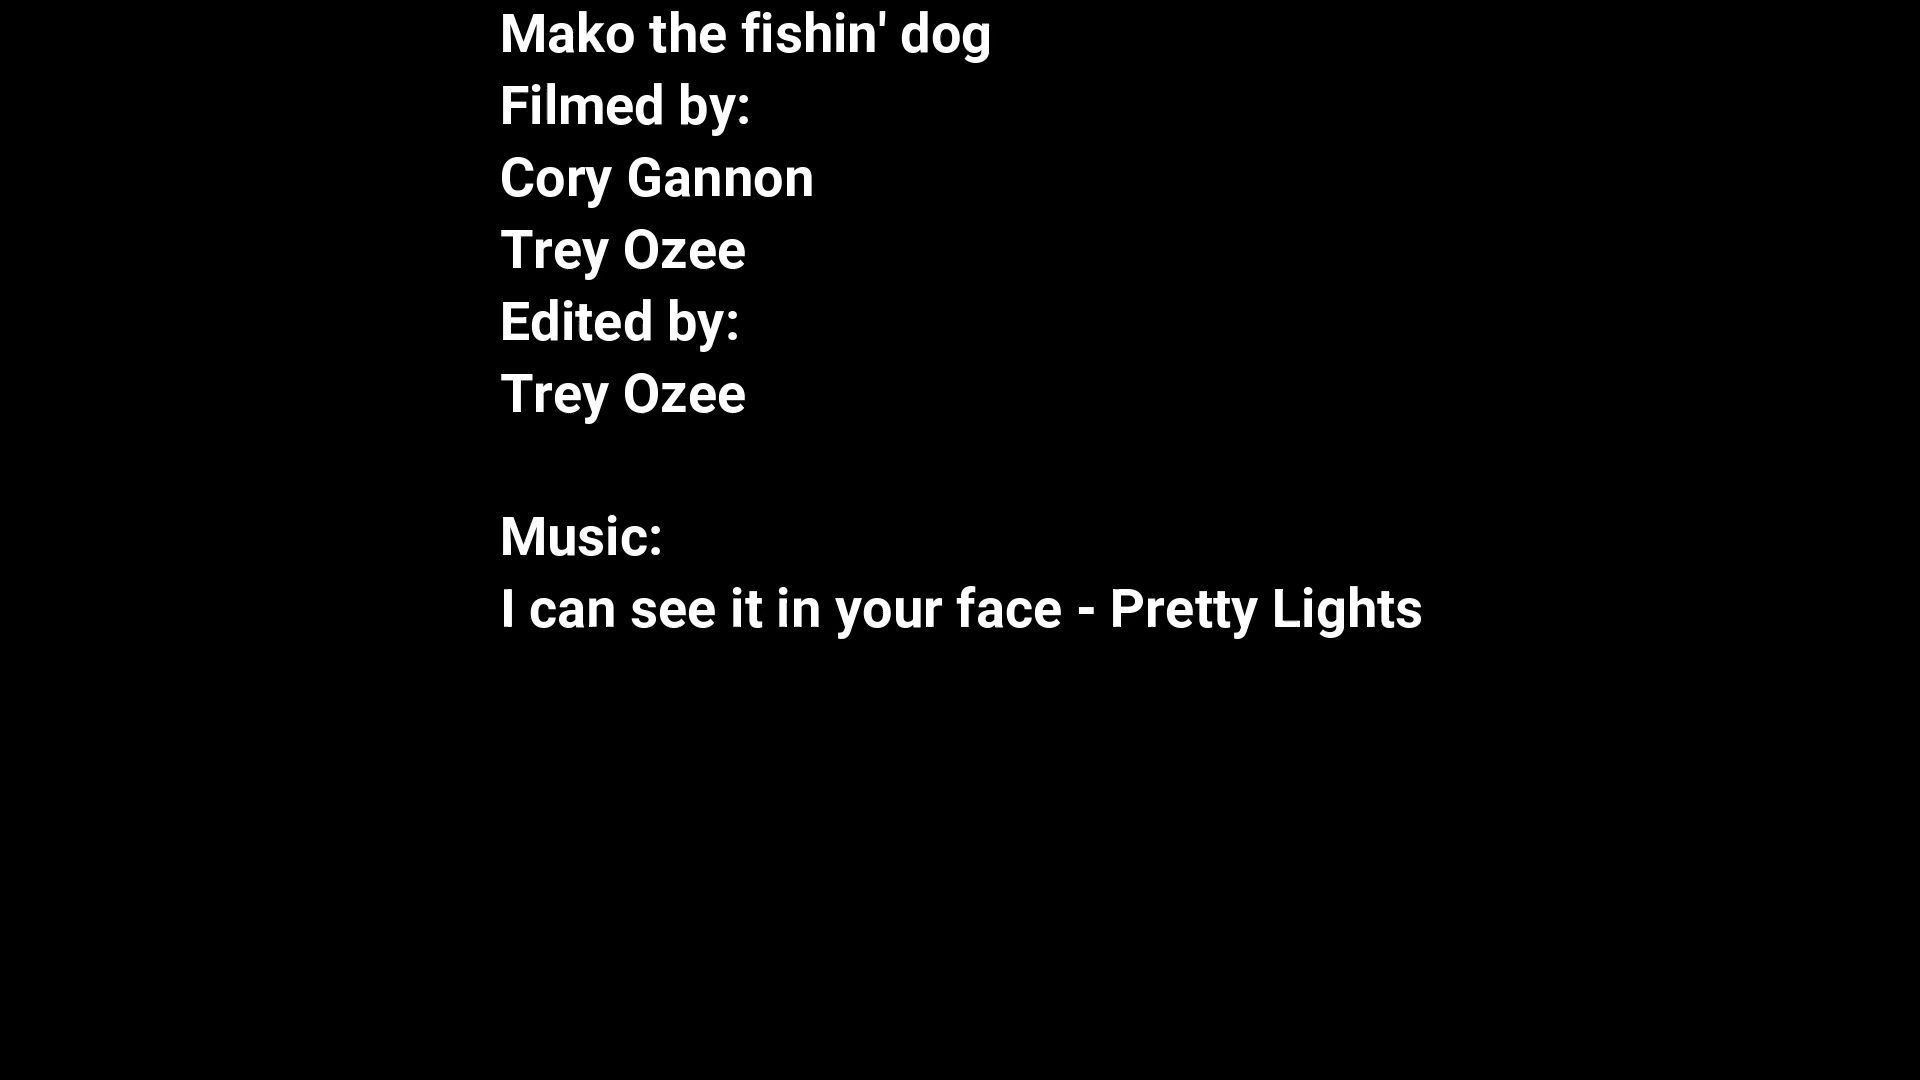 Mako the fishin' dog
Filmed by:
Cory Gannon
Trey Ozee
Edited by:
Trey Ozee
Music:
I can see it in your face - Pretty Lights